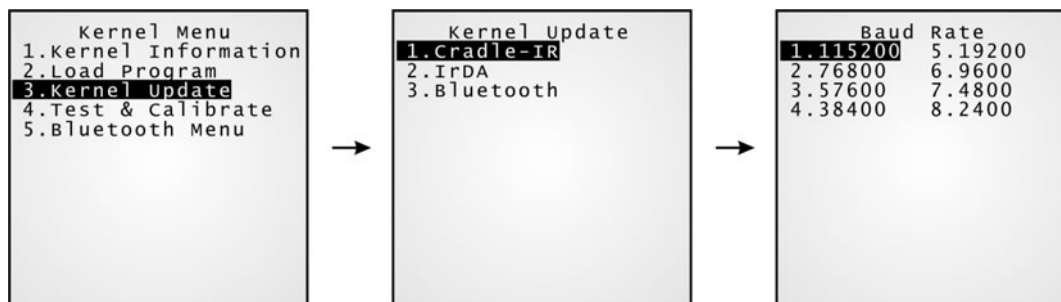 Kernel Menu
1.Kernel Information
2.Load Program
3.Kernel Update
4.Test & Calibrate
5.Bluetooth Menu
Kernel Update
1.Cradle-IR
2.IrDA
3.Bluetooth
Baud Rate
1.115200 5.19200
2.76800 6.9600
3.57600 7.4800
4.38400 8.2400